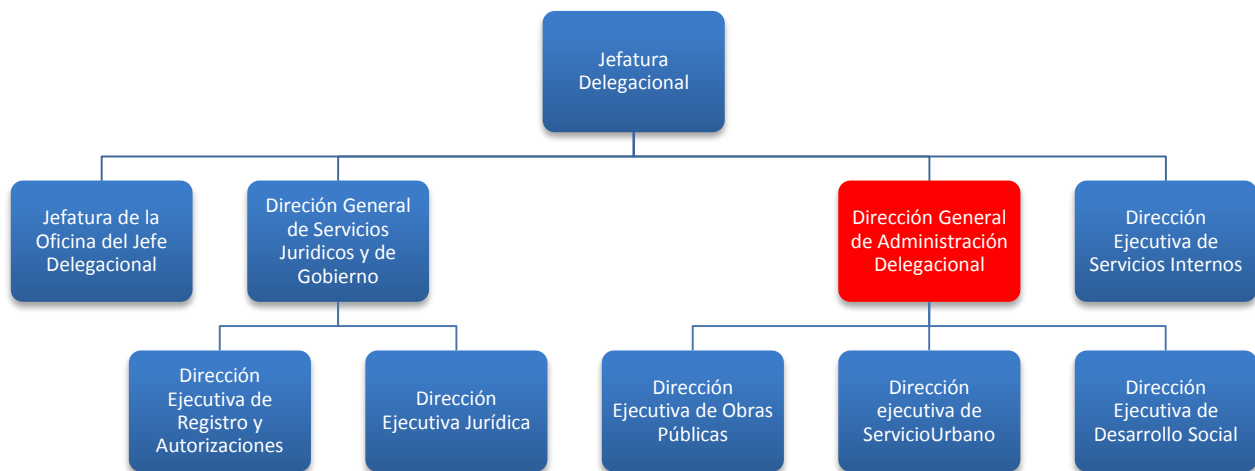 Jefatura
Delegacional
Jefatura de la
Oficina del Jefe
Delegacional
Direción General
de Servicios
Juridicos y de
Gobierno
Dirección General
de Administración
Delegacional
Dirección
Ejecutiva de
Servicios Internos
Dirección
Ejecutiva de
Registro y
Autorizaciones
Dirección
Ejecutiva Jurídica
Dirección
Ejecutiva de Obras
Públicas
Dirección
ejecutiva de
ServicioUrbano
Dirección
Ejecutiva de
Desarrollo Social